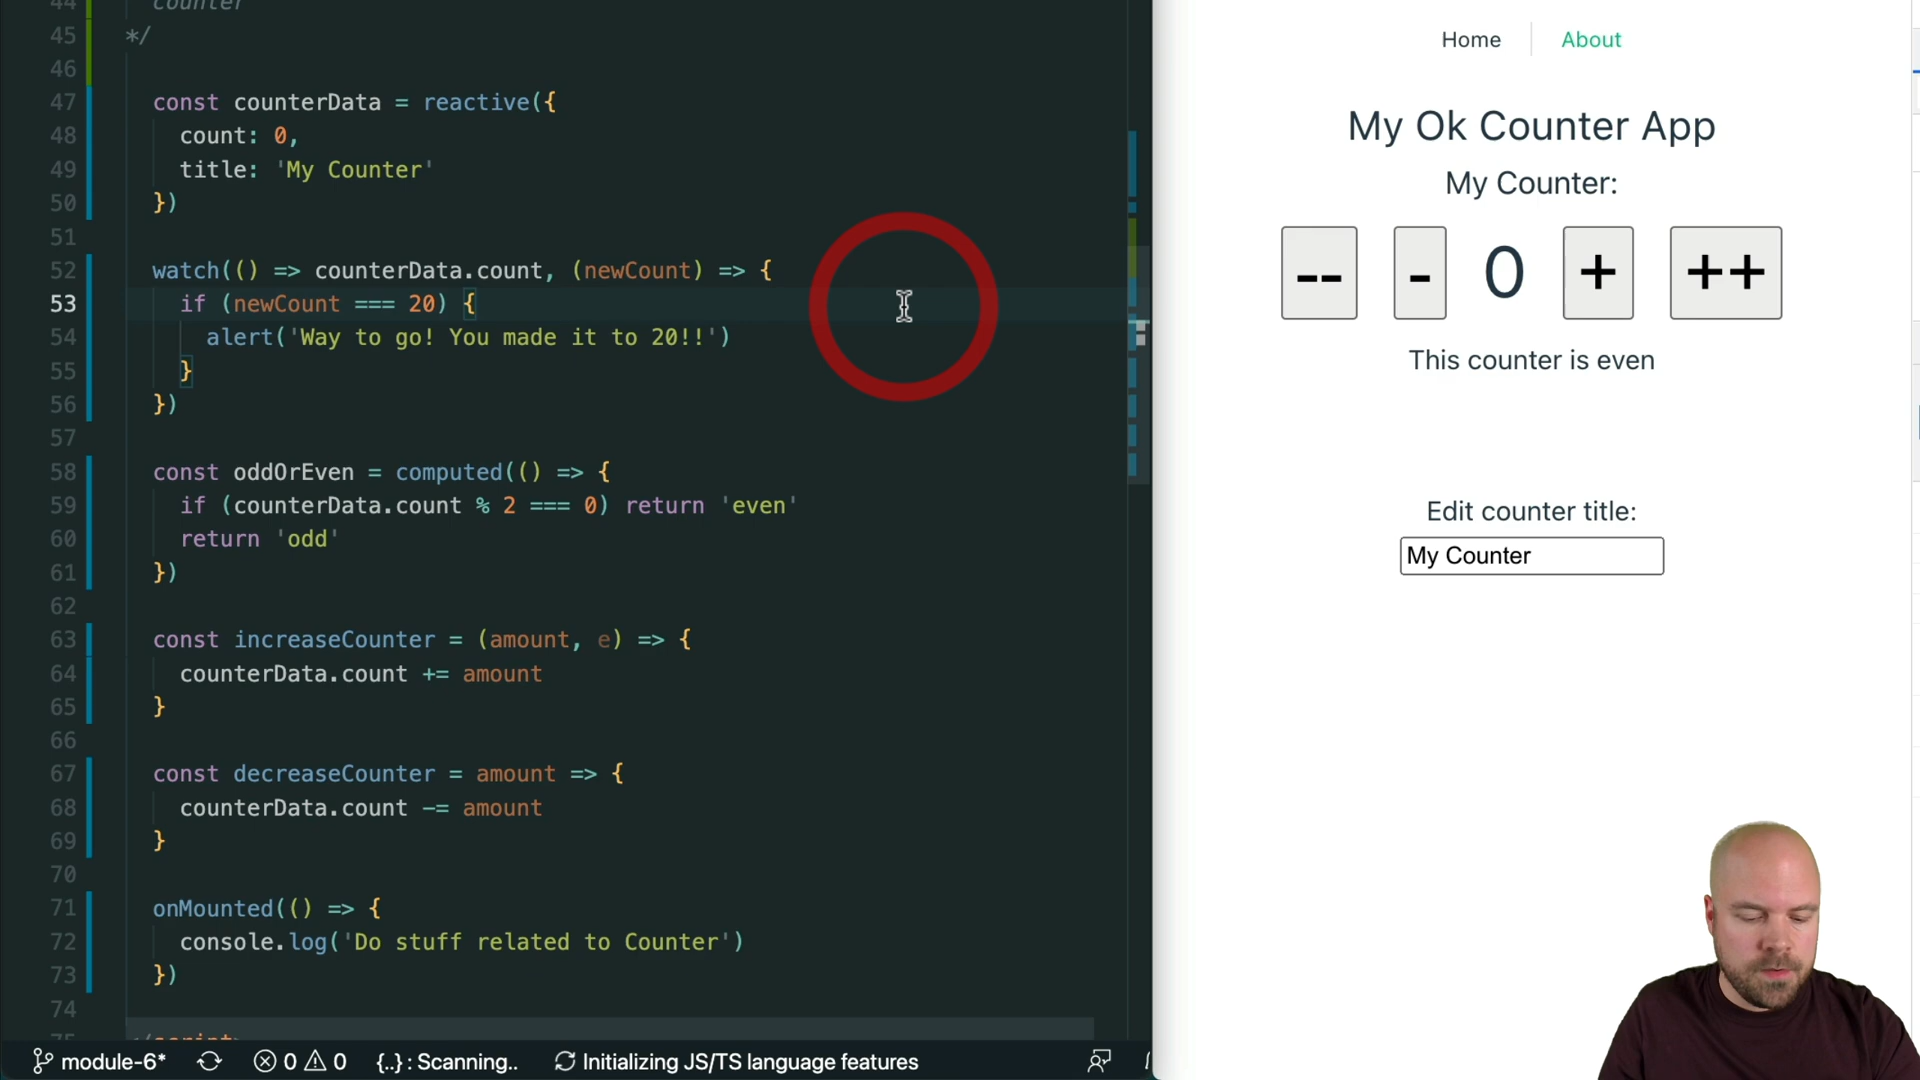 44 counter
45 */
46
47 const counterData = reactive({
48 count: 0,
49 title: 'My Counter'
50 })
51
52 watch(() => counterData.count, (newCount) => {
53 if (newCount === 20) {
54 alert('Way to go! You made it to 20!!')
55 }
56 })
57
58 const oddOrEven = computed(() => {
59 if (counterData.count % 2 === 0) return 'even'
60 return 'odd'
61 })
62
63 const increaseCounter = (amount, e) => {
64 counterData.count += amount
65 }
66
67 const decreaseCounter = amount => {
68 counterData.count -= amount
69 }
70
71 onMounted(() => {
72 console.log('Do stuff related to Counter')
73 })
74
75 </script>
module-6* 0 0 {..} : Scanning.. Initializing JS/TS language features
Home About
My Ok Counter App
My Counter:
-- - 0 + ++
This counter is even
Edit counter title:
My Counter